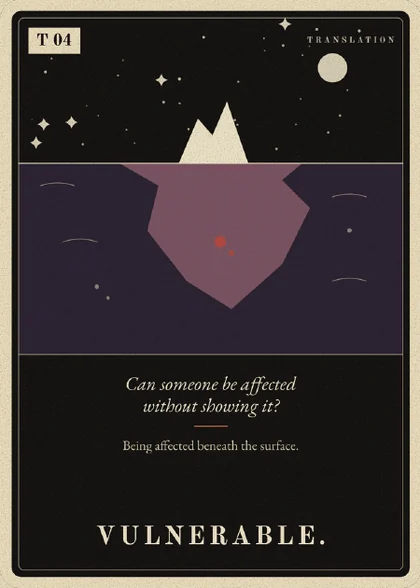 T 04
TRANSLATION
Can someone be affected
without showing it?
Being affected beneath the surface.
VULNERABLE.